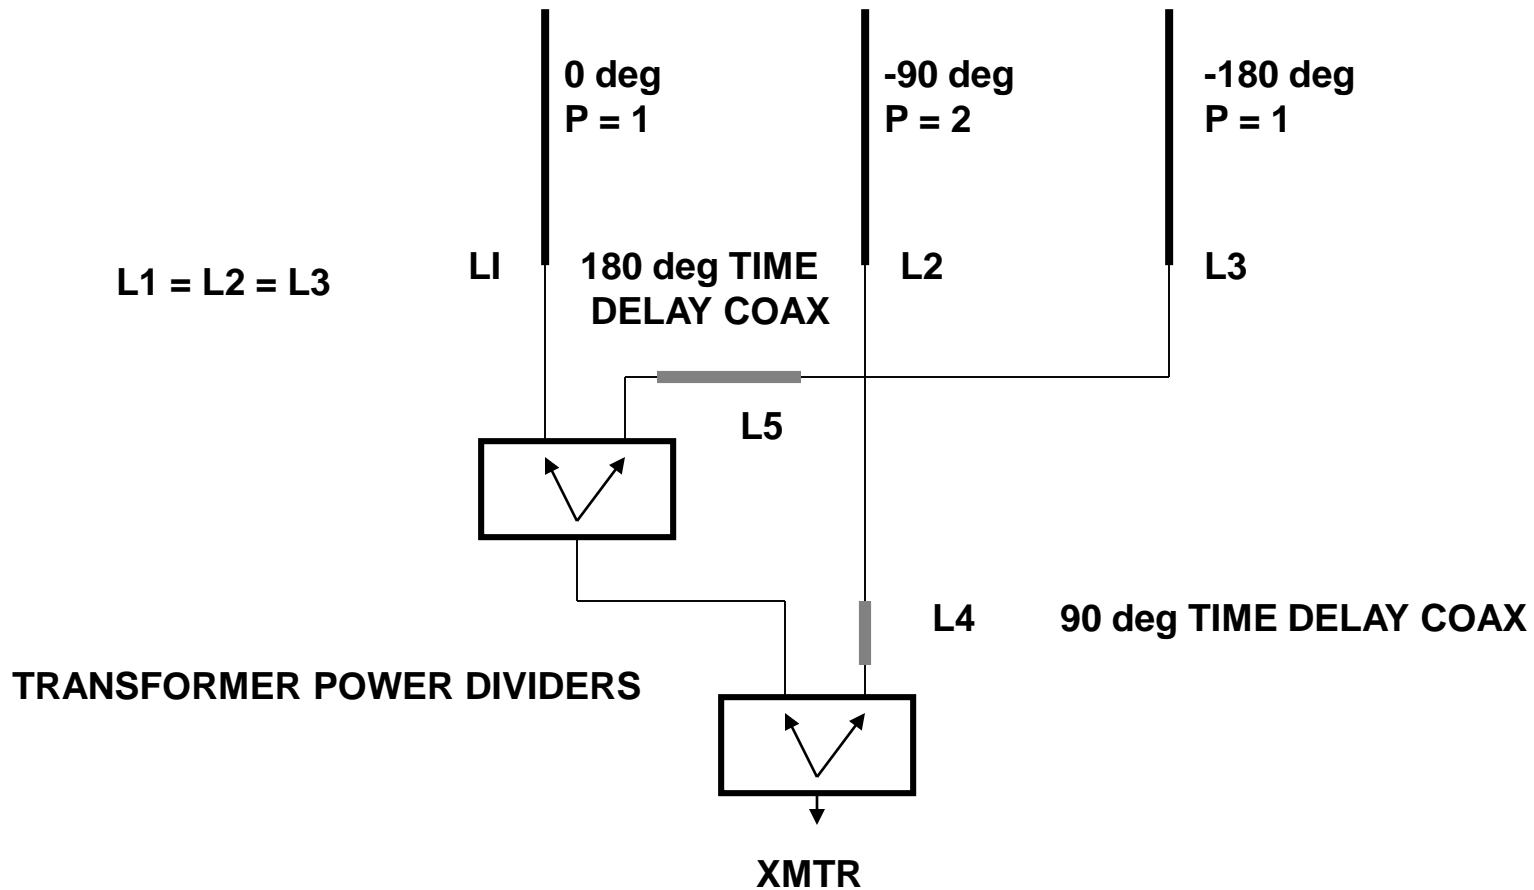 0 deg
P = 1
-90 deg
P = 2
-180 deg
P = 1
L1 = L2 = L3
LI
180 deg TIME
DELAY COAX
L2
L3
L5
L4
90 deg TIME DELAY COAX
TRANSFORMER POWER DIVIDERS
XMTR